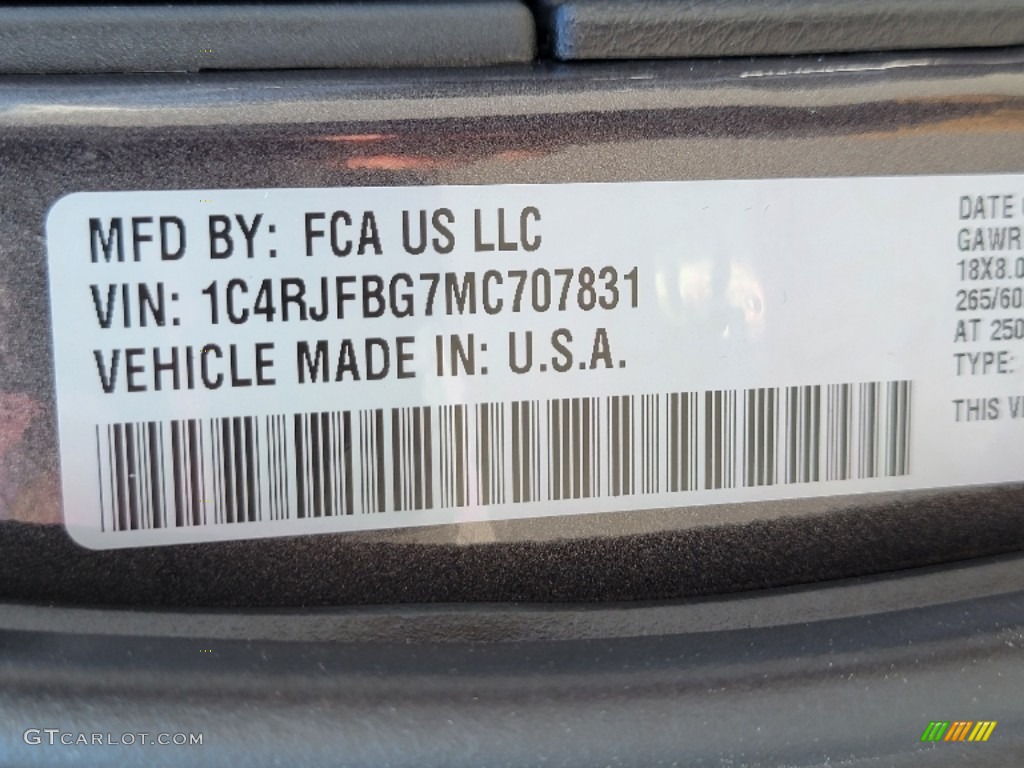 MFD BY: FCA US LLC
VIN: 1C4RJFBG7MC707831
VEHICLE MADE IN: U.S.A.
DATE
GAWR
18X8.0
265/60
AT 250
TYPE:
THIS
GTCARLOT.COM